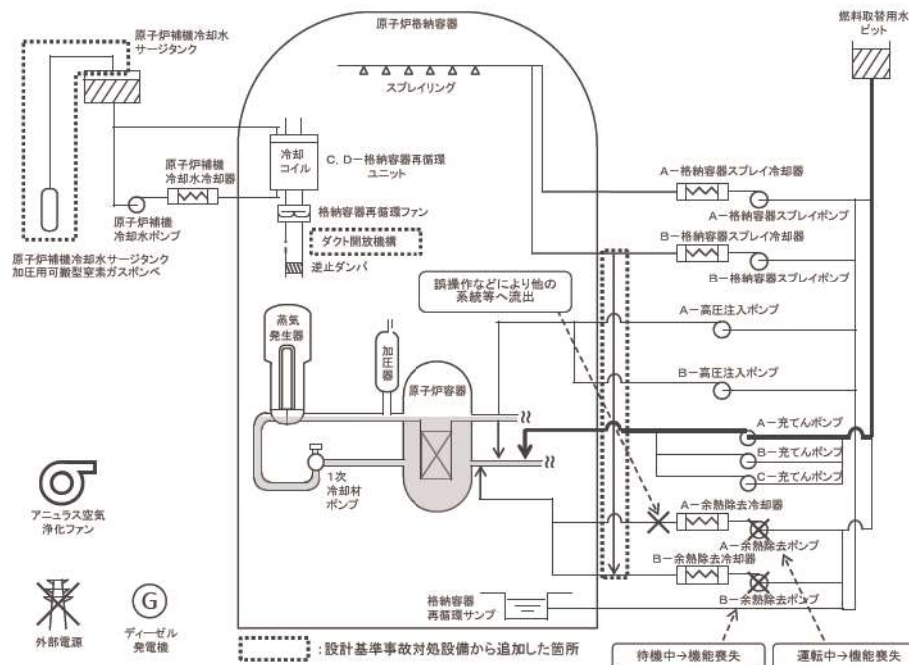 原子炉補機冷却水
サージタンク
原子炉格納容器
燃料取替用水
ピット
スプレイリング
冷却
コイル
C，D－格納容器再循環
ユニット
原子炉補機
冷却水冷却器
原子炉補機
冷却水ポンプ
格納容器再循環ファン
ダクト開放機構
逆止ダンパ
原子炉補機冷却水サージタンク
加圧用可搬型窒素ガスボンベ
A－格納容器スプレイ冷却器
A－格納容器スプレイポンプ
B－格納容器スプレイ冷却器
B－格納容器スプレイポンプ
誤操作などにより他の
系統等へ流出
A－高圧注入ポンプ
B－高圧注入ポンプ
蒸気
発生器
加
圧
器
原子炉容器
1次
冷却材
ポンプ
A－充てんポンプ
B－充てんポンプ
C－充てんポンプ
A－余熱除去冷却器
A－余熱除去ポンプ
B－余熱除去冷却器
B－余熱除去ポンプ
アニュラス空気
浄化ファン
外部電源
G
ディーゼル
発電機
格納容器
再循環サンプ
：設計基準事故対処設備から追加した箇所
待機中→機能喪失
運転中→機能喪失